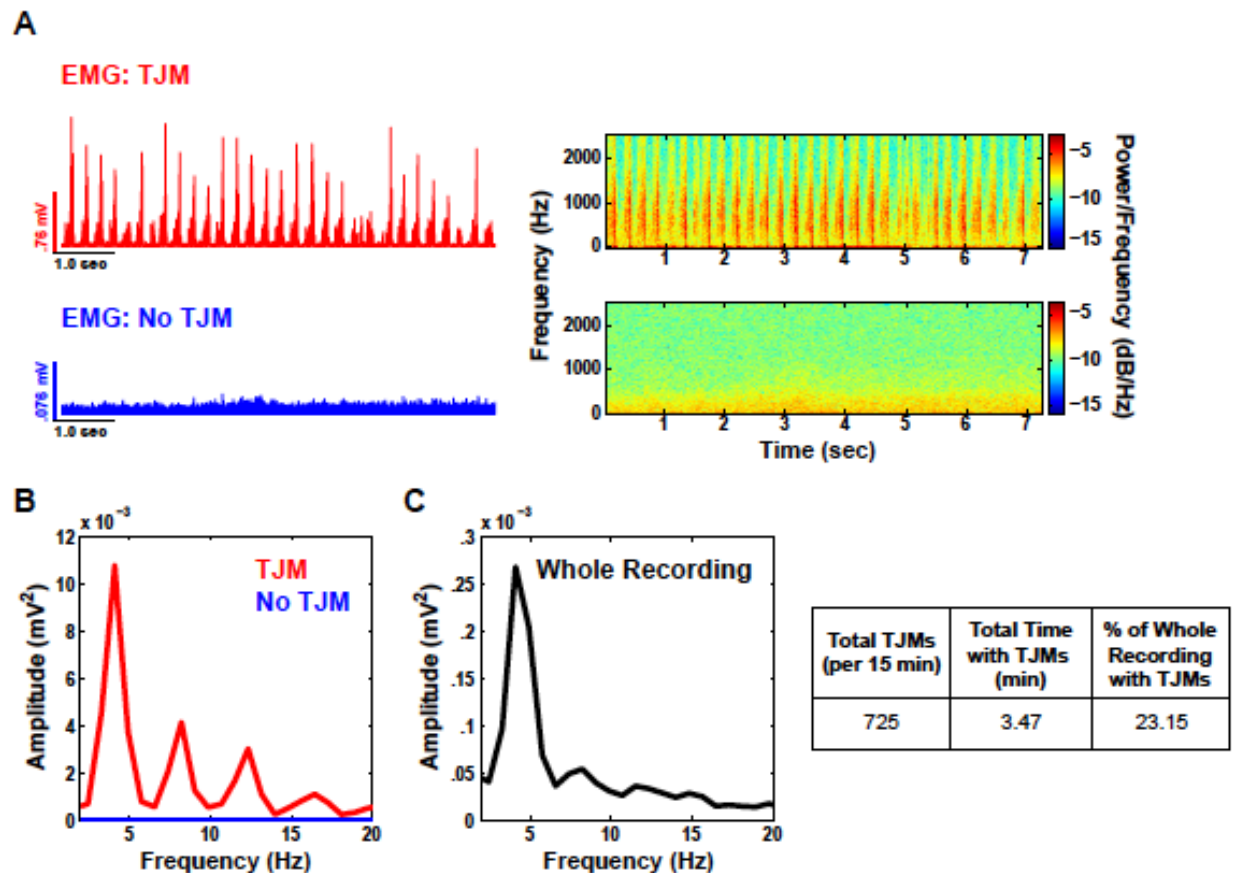 A
EMG: TJM
.76 mV
1.0 sec
EMG: No TJM
.076 mV
1.0 sec
Frequency (Hz)
2000
1000
0
1 2 3 4 5 6 7
−5
−10
−15
2000
1000
0
1 2 3 4 5 6 7
Time (sec)
−5
−10
−15
Power/Frequency (dB/Hz)
B
x 10⁻³
12
10
8
6
4
2
0
Amplitude (mV²)
TJM
No TJM
5 10 15 20
Frequency (Hz)
C
x 10⁻³
.3
.25
.2
.15
.1
.05
0
Amplitude (mV²)
Whole Recording
5 10 15 20
Frequency (Hz)
Total TJMs
(per 15 min)
Total Time
with TJMs
(min)
% of Whole
Recording
with TJMs
725 3.47 23.15